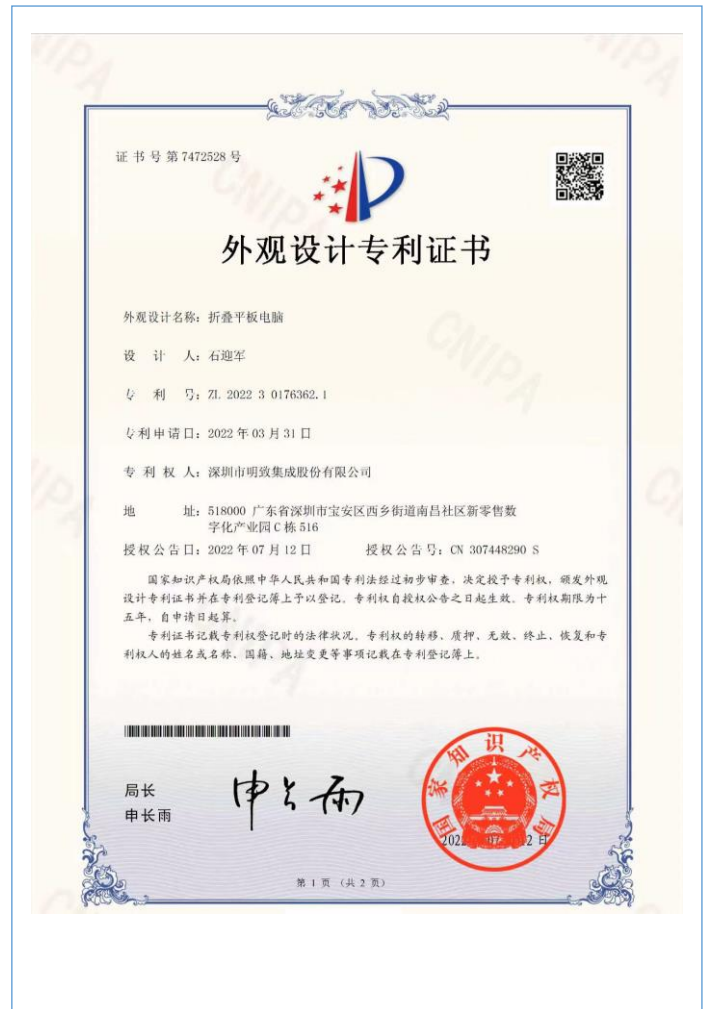 证书号第7472528号
外观设计专利证书
外观设计名称：折叠平板电脑
设 计 人：石迎军
专 利 号：ZL 2022 3 0176362.1
专利申请日：2022年03月31日
专 利 权 人：深圳市明致集成股份有限公司
地 址：518000 广东省深圳市宝安区西乡街道南昌社区新零售数
字化产业园C栋516
授权公告日：2022年07月12日 授权公告号：CN 307448290 S
国家知识产权局依照中华人民共和国专利法经过初步审查，决定授予专利权，颁发外观
设计专利证书并在专利登记簿上予以登记。专利权自授权公告之日起生效。专利权期限为十
五年，自申请日起算。
专利证书记载专利权登记时的法律状况。专利权的转移、质押、无效、终止、恢复和专
利权人的姓名或名称、国籍、地址变更等事项记载在专利登记簿上。
局长
申长雨
申长雨
国家知识产权局
2022年07月12日
第 1 页 (共 2 页)
CNIPA
CNIPA
CNIPA
CNIPA